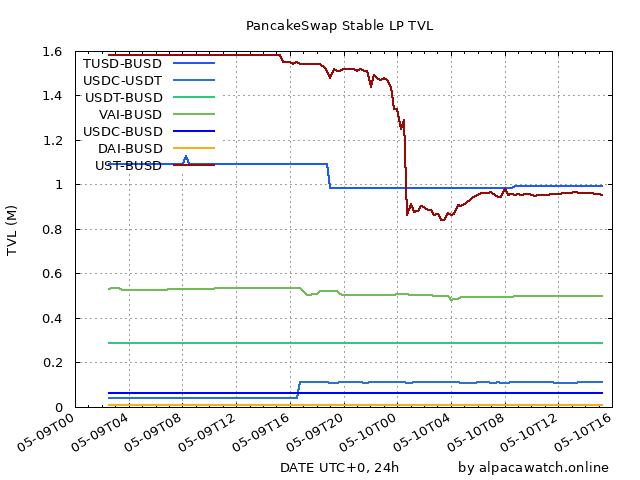 PancakeSwap Stable LP TVL
1.6
1.4
1.2
1
0.8
0.6
0.4
0.2
0
TVL (M)
TUSD-BUSD
USDC-USDT
USDT-BUSD
VAI-BUSD
USDC-BUSD
DAI-BUSD
UST-BUSD
05-09T00
05-09T04
05-09T08
05-09T12
05-09T16
05-09T20
05-10T00
05-10T04
05-10T08
05-10T12
05-10T16
DATE UTC+0, 24h
by alpacawatch.online